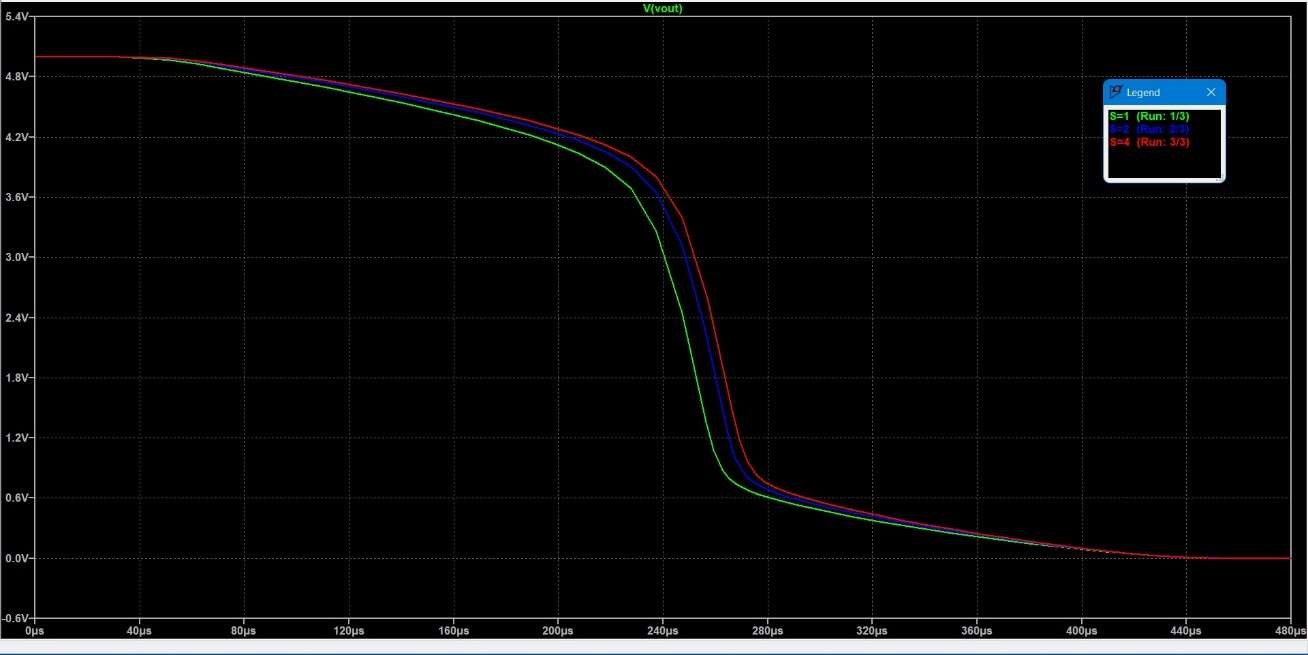 V(vout)
5.4V
4.8V
4.2V
3.6V
3.0V
2.4V
1.8V
1.2V
0.6V
0.0V
-0.6V
0µs 40µs 80µs 120µs 160µs 200µs 240µs 280µs 320µs 360µs 400µs 440µs 480µs
Legend
S=1 (Run: 1/3)
S=2 (Run: 2/3)
S=4 (Run: 3/3)